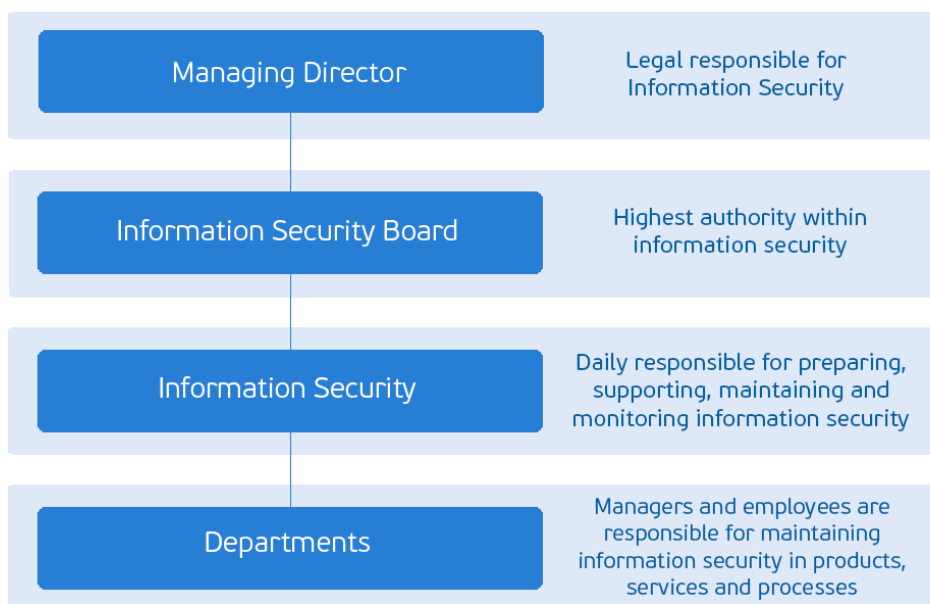 Managing Director
Legal responsible for
Information Security
Information Security Board
Highest authority within
information security
Information Security
Daily responsible for preparing,
supporting, maintaining and
monitoring information security
Departments
Managers and employees are
responsible for maintaining
information security in products,
services and processes